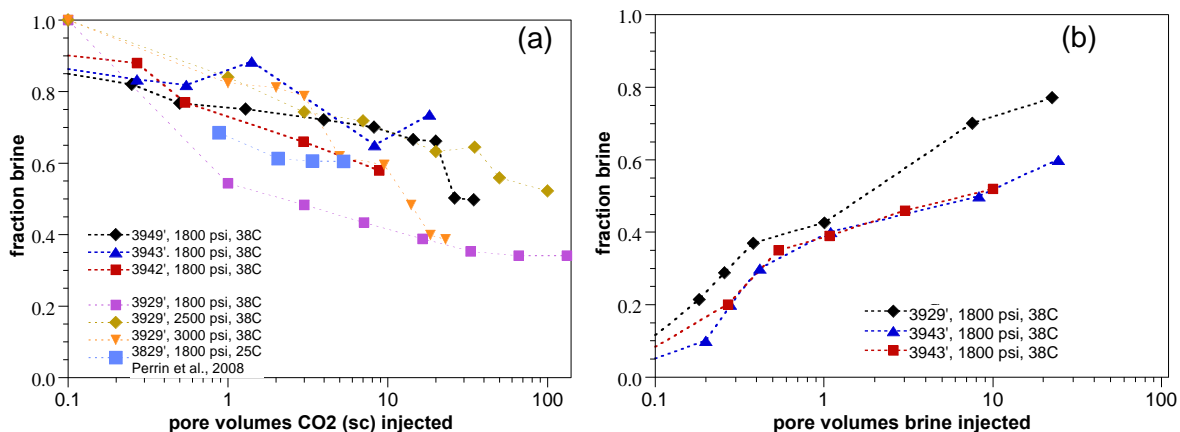 (a)
fraction brine
1.0
0.8
0.6
0.4
0.2
0.0
3949', 1800 psi, 38C
3943'. 1800 psi, 38C
3942', 1800 psi, 38C
3929', 1800 psi, 38C
3929', 2500 psi, 38C
3929', 3000 psi, 38C
3829', 1800 psi, 25C
Perrin et al., 2008
0.1 1 10 100
pore volumes CO2 (sc) injected
(b)
fraction brine
1.0
0.8
0.6
0.4
0.2
0.0
3929', 1800 psi, 38C
3943', 1800 psi, 38C
3943', 1800 psi, 38C
0.1 1 10 100
pore volumes brine injected